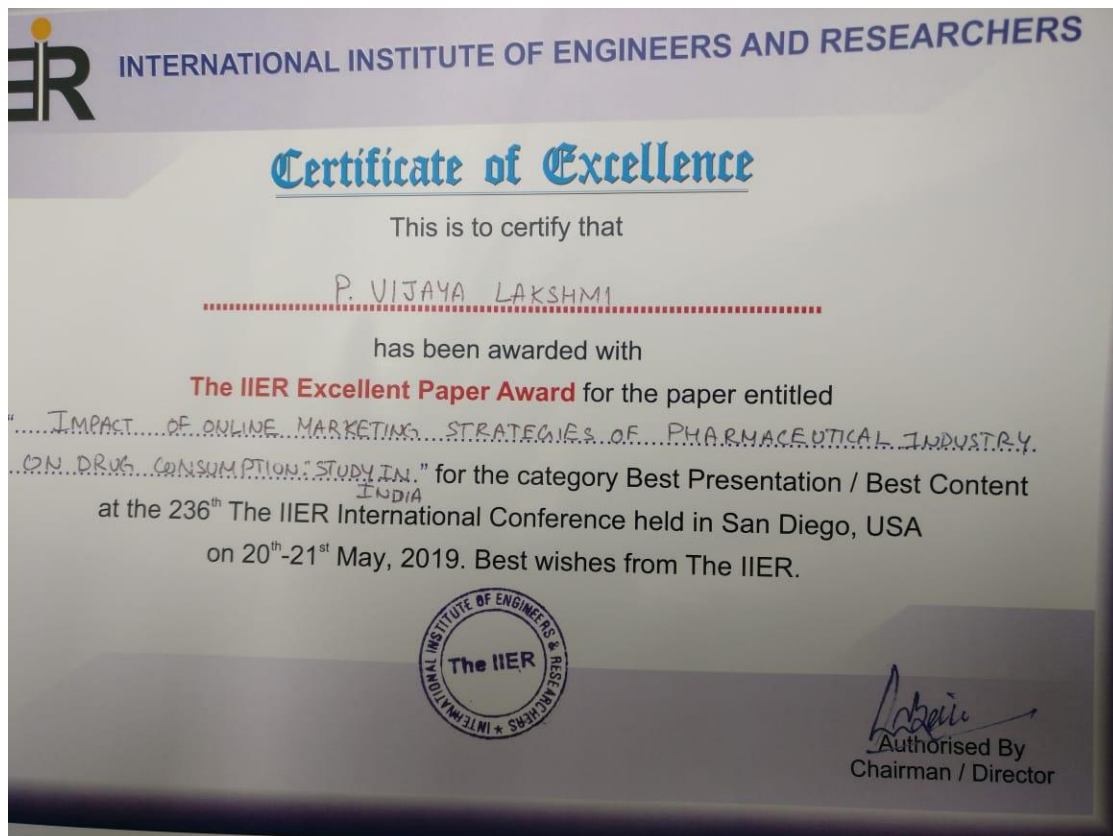 IER
INTERNATIONAL INSTITUTE OF ENGINEERS AND RESEARCHERS
Certificate of Excellence
This is to certify that
P. VIJAYA LAKSHMI
has been awarded with
The IIER Excellent Paper Award for the paper entitled
“ IMPACT OF ONLINE MARKETING STRATEGIES OF PHARMACEUTICAL INDUSTRY
ON DRUG CONSUMPTION: STUDY IN ” for the category Best Presentation / Best Content
INDIA
at the 236th The IIER International Conference held in San Diego, USA
on 20th-21st May, 2019. Best wishes from The IIER.
INTERNATIONAL INSTITUTE OF ENGINEERS & RESEARCHERS ★
The IIER
Authorised By
Chairman / Director